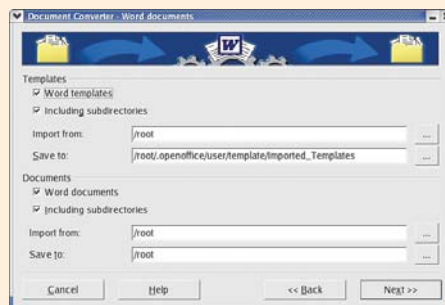 Document Converter - Word documents
W
Templates
Word templates
Including subdirectories
Import from: /root ...
Save to: /root/.openoffice/user/template/Imported_Templates ...
Documents
Word documents
Including subdirectories
Import from: /root ...
Save to: /root ...
Cancel Help << Back Next >>